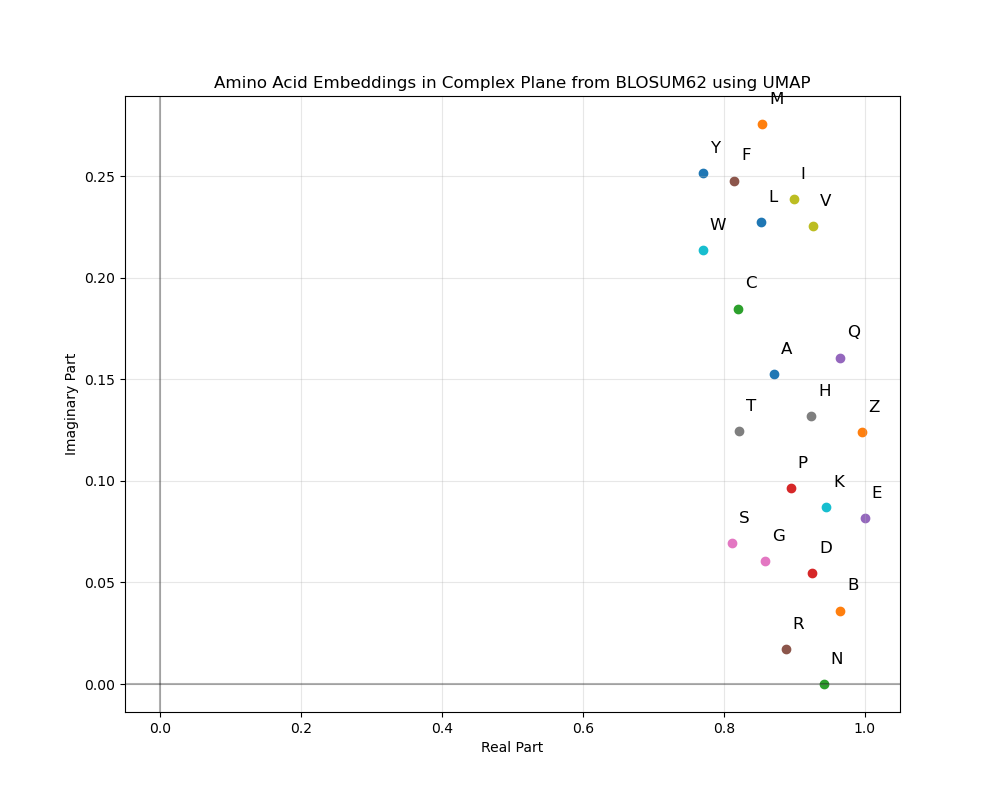 Amino Acid Embeddings in Complex Plane from BLOSUM62 using UMAP
M
Y
F
I
L
V
W
C
Q
A
H
T
Z
P
K
E
S
G
D
B
R
N
0.25
0.20
0.15
0.10
0.05
0.00
Imaginary Part
0.0 0.2 0.4 0.6 0.8 1.0
Real Part